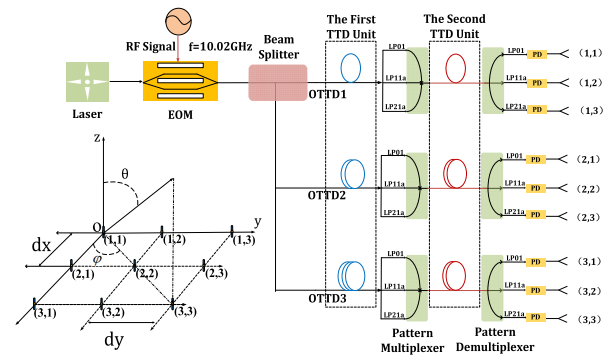 RF Signal
f=10.02GHz
Laser
EOM
Beam
Splitter
The First
TTD Unit
The Second
TTD Unit
OTTD1
LP01
LP11a
LP21a
LP01
LP11a
LP21a
PD
PD
PD
(1,1)
(1,2)
(1,3)
OTTD2
LP01
LP11a
LP21a
LP01
LP11a
LP21a
PD
PD
PD
(2,1)
(2,2)
(2,3)
OTTD3
LP01
LP11a
LP21a
LP01
LP11a
LP21a
PD
PD
PD
(3,1)
(3,2)
(3,3)
Pattern
Multiplexer
Pattern
Demultiplexer
z
θ
O
y
φ
dx
dy
(1,1)
(1,2)
(1,3)
(2,1)
(2,2)
(2,3)
(3,1)
(3,2)
(3,3)